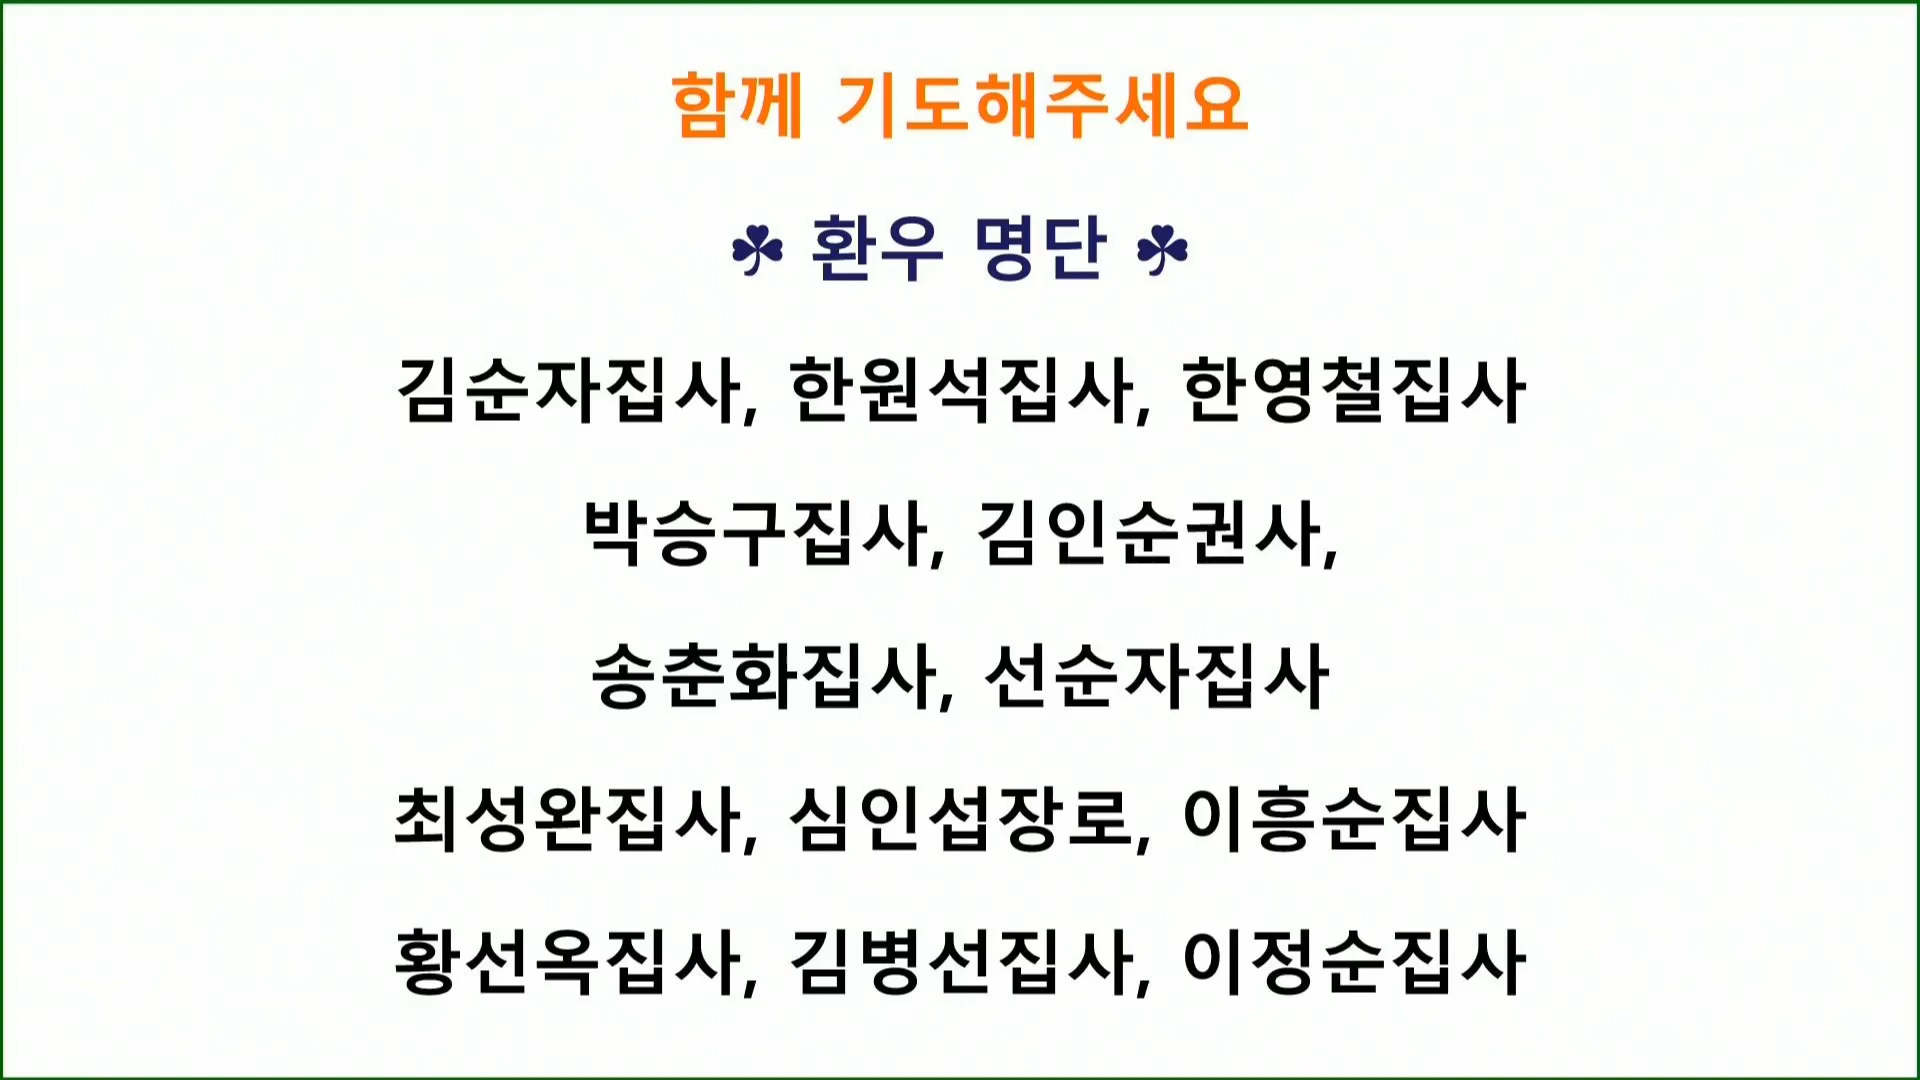 함께 기도해주세요
☘ 환우 명단 ☘
김순자집사, 한원석집사, 한영철집사
박승구집사, 김인순권사,
송춘화집사, 선순자집사
최성완집사, 심인섭장로, 이흥순집사
황선옥집사, 김병선집사, 이정순집사